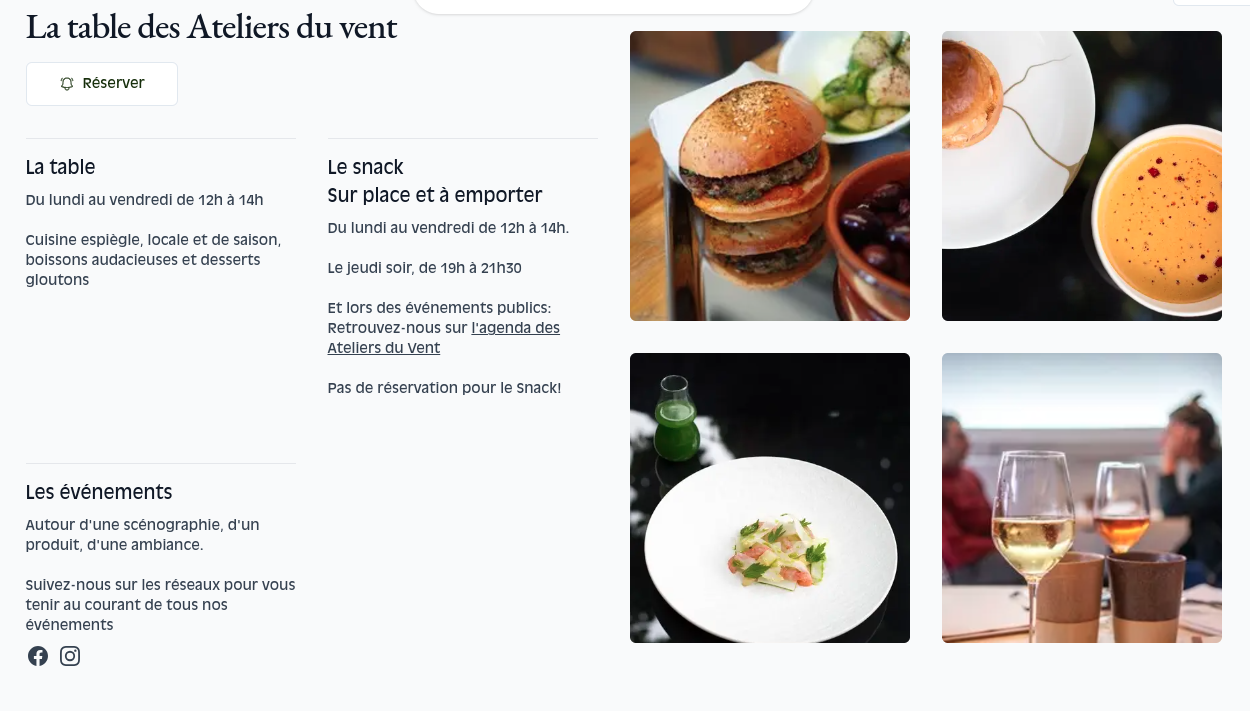 La table des Ateliers du vent
Réserver
La table
Du lundi au vendredi de 12h à 14h
Cuisine espiègle, locale et de saison,
boissons audacieuses et desserts
gloutons
Le snack
Sur place et à emporter
Du lundi au vendredi de 12h à 14h.
Le jeudi soir, de 19h à 21h30
Et lors des événements publics:
Retrouvez-nous sur l'agenda des
Ateliers du Vent
Pas de réservation pour le Snack!
Les événements
Autour d'une scénographie, d'un
produit, d'une ambiance.
Suivez-nous sur les réseaux pour vous
tenir au courant de tous nos
événements